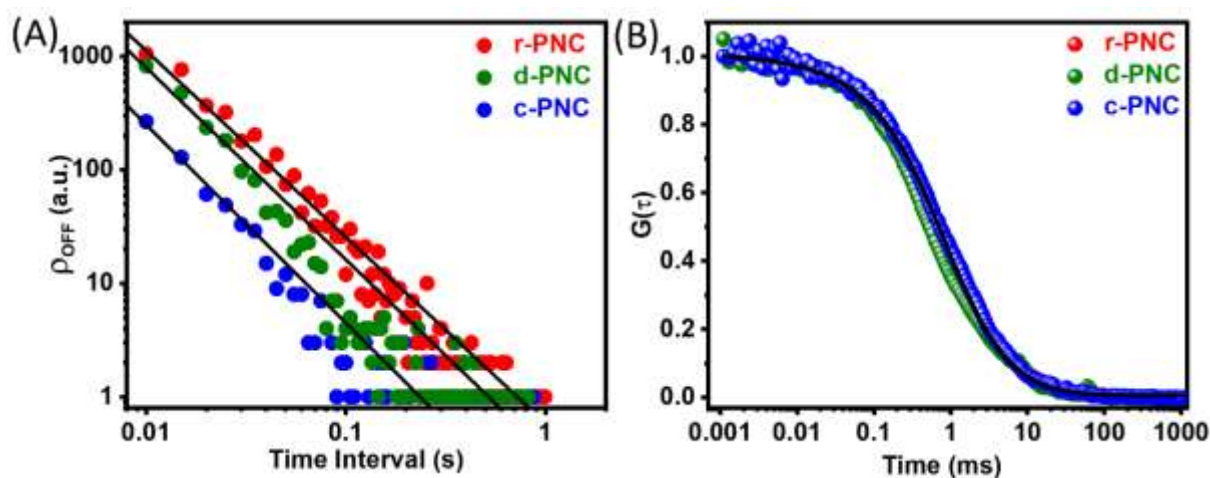 (A)
ρOFF (a.u.)
1000
100
10
1
r-PNC
d-PNC
c-PNC
0.01
0.1
1
Time Interval (s)
(B)
G(τ)
1.0
0.8
0.6
0.4
0.2
0.0
r-PNC
d-PNC
c-PNC
0.001
0.01
0.1
1
10
100
1000
Time (ms)